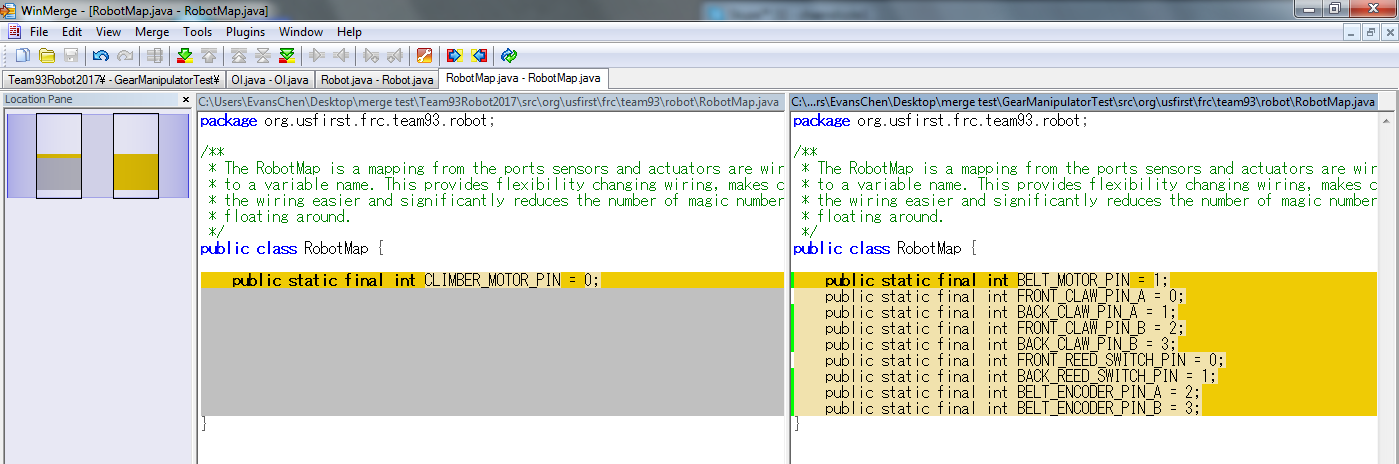 WinMerge - [RobotMap.java - RobotMap.java]
File Edit View Merge Tools Plugins Window Help
Team93Robot2017¥ - GearManipulatorTest¥ OI.java - OI.java Robot.java - Robot.java RobotMap.java - RobotMap.java
Location Pane
C:\Users\EvansChen\Desktop\merge test\Team93Robot2017\src\org\usfirst\frc\team93\robot\RobotMap.java
package org.usfirst.frc.team93.robot;
/**
* The RobotMap is a mapping from the ports sensors and actuators are wir
* to a variable name. This provides flexibility changing wiring, makes c
* the wiring easier and significantly reduces the number of magic number
* floating around.
*/
public class RobotMap {
public static final int CLIMBER_MOTOR_PIN = 0;
}
C:\...rs\EvansChen\Desktop\merge test\GearManipulatorTest\src\org\usfirst\frc\team93\robot\RobotMap.java
package org.usfirst.frc.team93.robot;
/**
* The RobotMap is a mapping from the ports sensors and actuators are wir
* to a variable name. This provides flexibility changing wiring, makes c
* the wiring easier and significantly reduces the number of magic number
* floating around.
*/
public class RobotMap {
public static final int BELT_MOTOR_PIN = 1;
public static final int FRONT_CLAW_PIN_A = 0;
public static final int BACK_CLAW_PIN_A = 1;
public static final int FRONT_CLAW_PIN_B = 2;
public static final int BACK_CLAW_PIN_B = 3;
public static final int FRONT_REED_SWITCH_PIN = 0;
public static final int BACK_REED_SWITCH_PIN = 1;
public static final int BELT_ENCODER_PIN_A = 2;
public static final int BELT_ENCODER_PIN_B = 3;
}